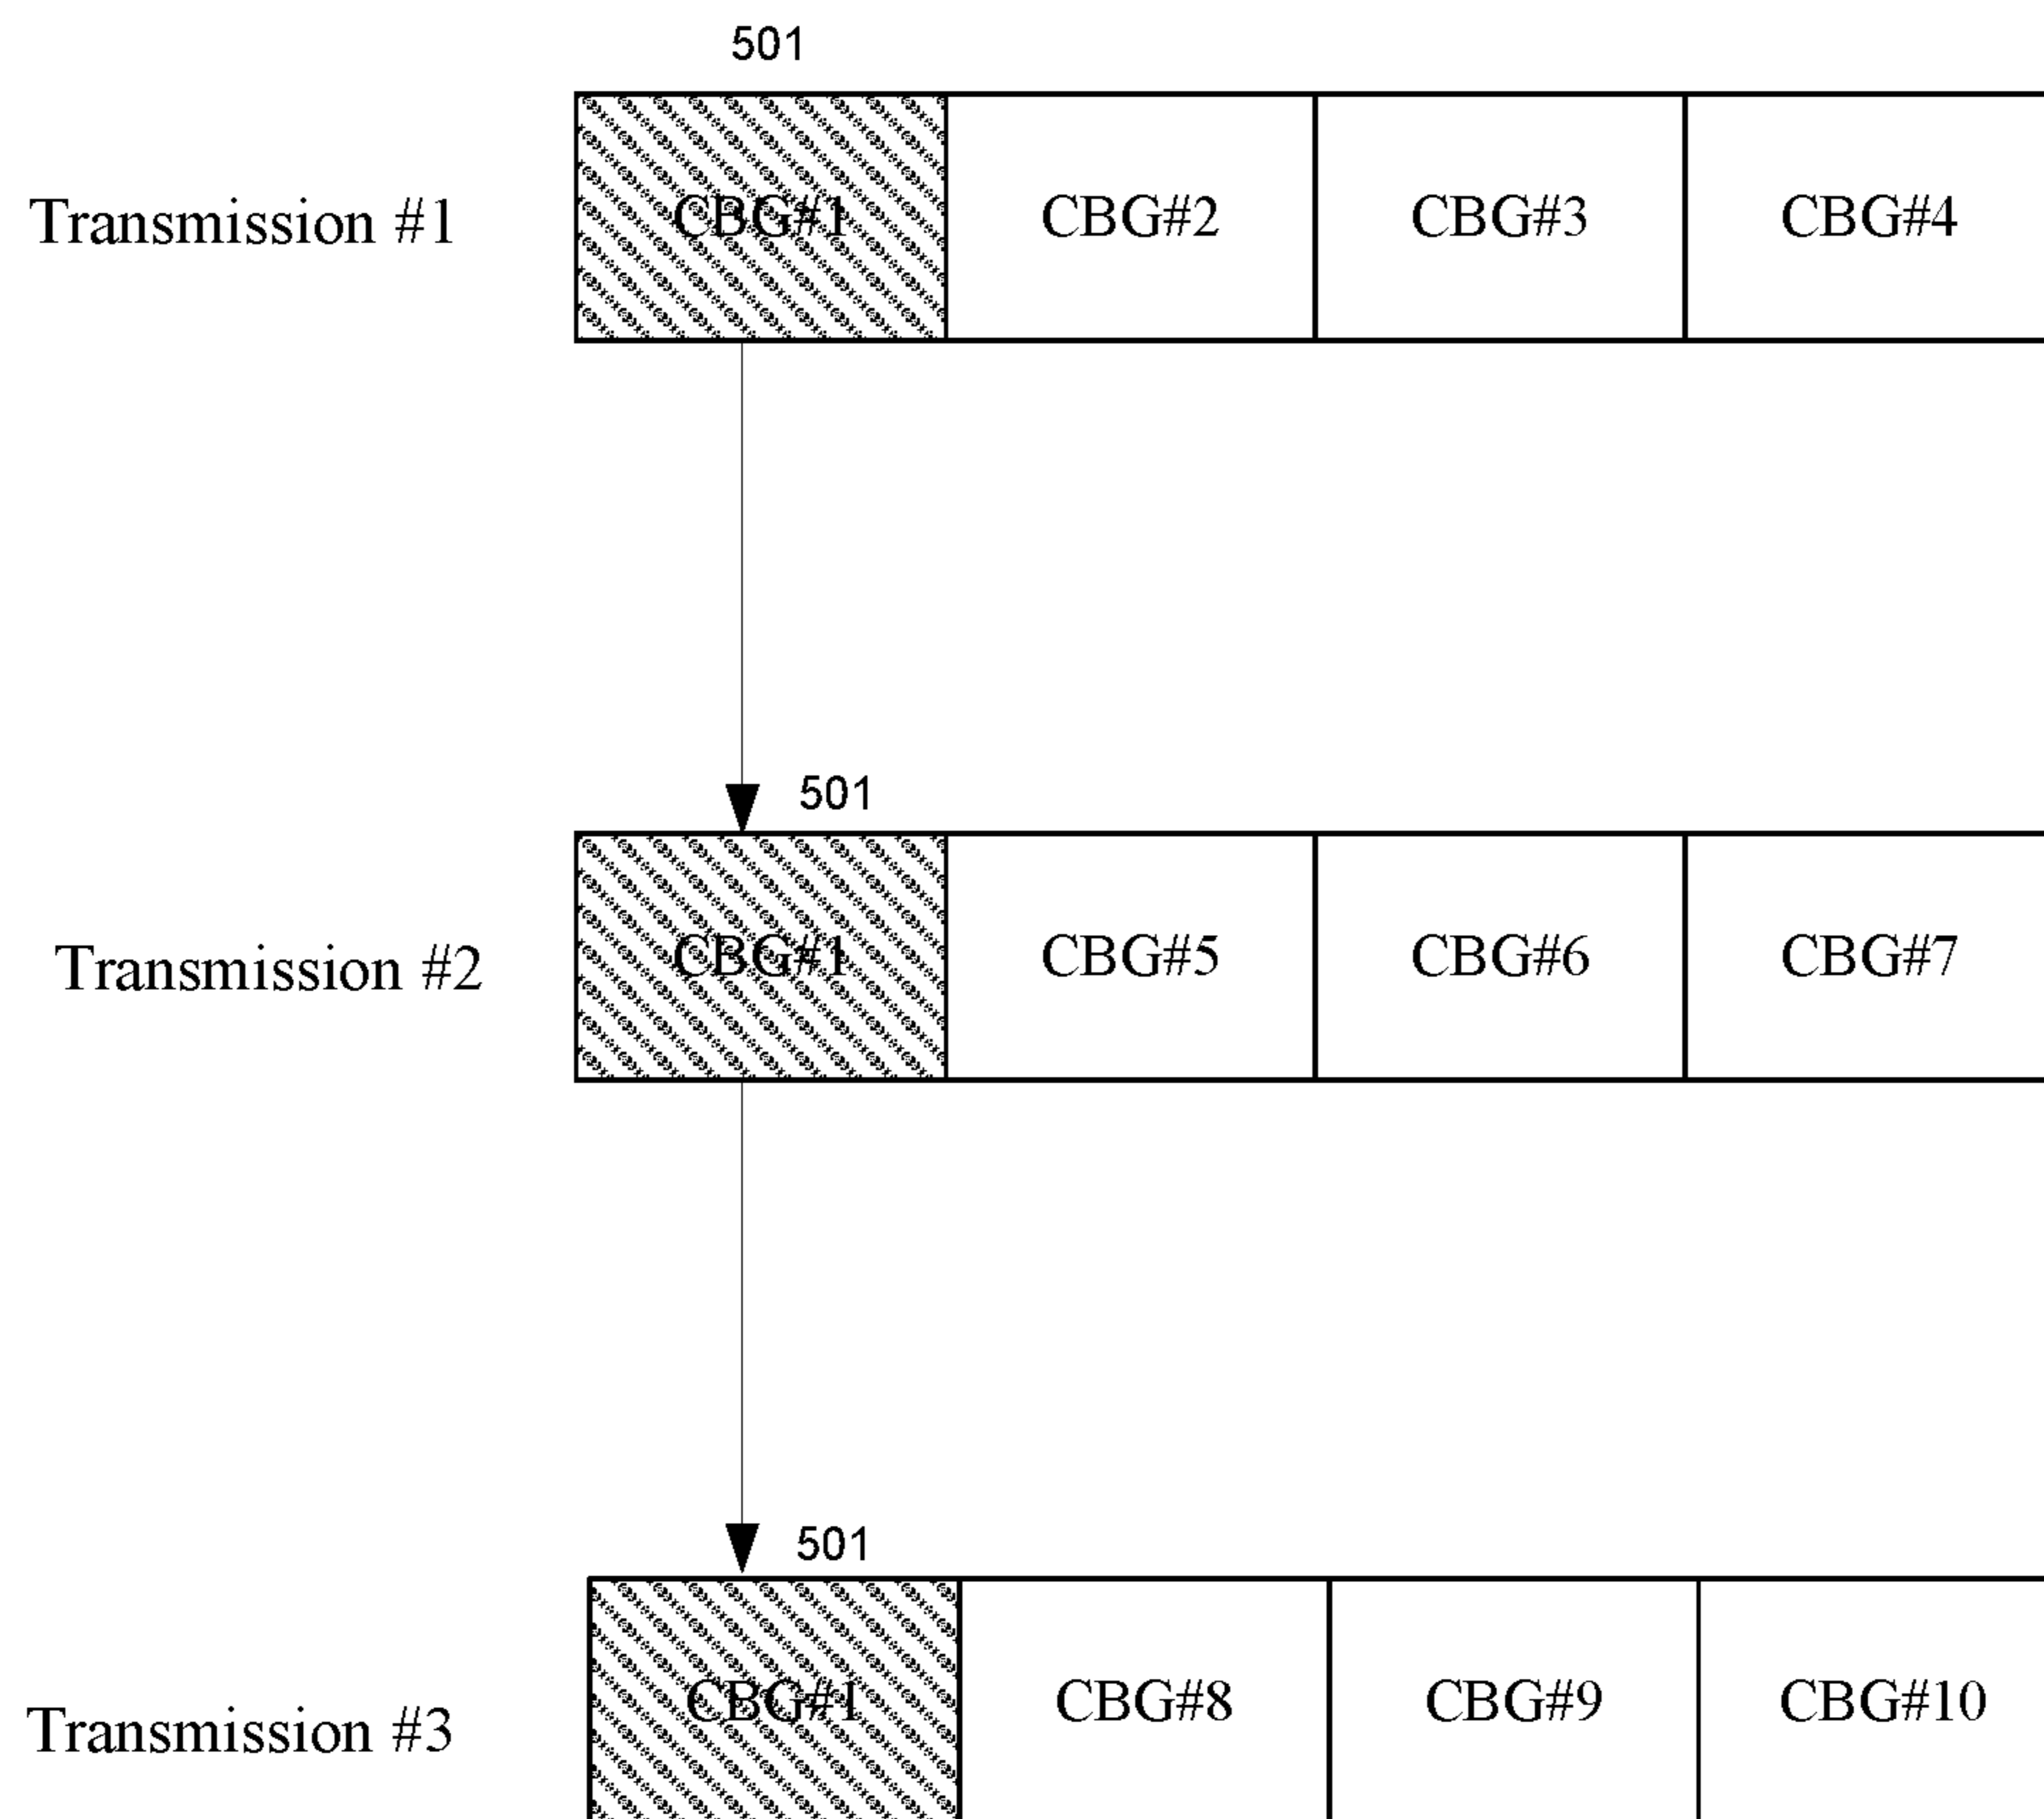 501
Transmission #1 CBG#1 CBG#2 CBG#3 CBG#4
501
Transmission #2 CBG#1 CBG#5 CBG#6 CBG#7
501
Transmission #3 CBG#1 CBG#8 CBG#9 CBG#10